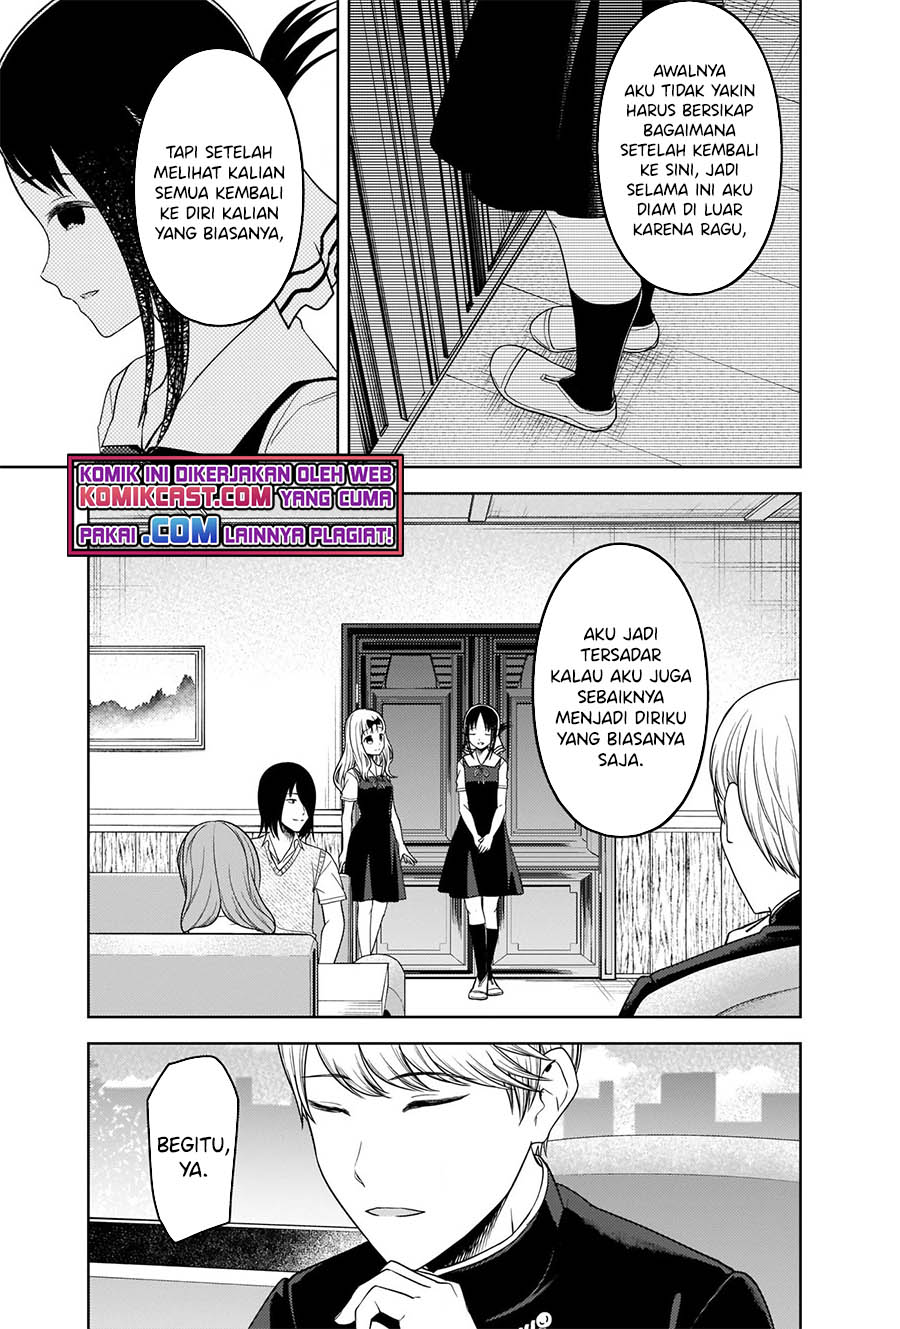 AWALNYA
AKU TIDAK YAKIN
HARUS BERSIKAP
BAGAIMANA
SETELAH KEMBALI
KE SINI, JADI
SELAMA INI AKU
DIAM DI LUAR
KARENA RAGU,
TAPI SETELAH
MELIHAT KALIAN
SEMUA KEMBALI
KE DIRI KALIAN
YANG BIASANYA,
KOMIK INI DIKERJAKAN OLEH WEB
KOMIKCAST.COM YANG CUMA
PAKAI .COM LAINNYA PLAGIAT!
AKU JADI
TERSADAR
KALAU AKU JUGA
SEBAIKNYA
MENJADI DIRIKU
YANG BIASANYA
SAJA.
BEGITU,
YA.